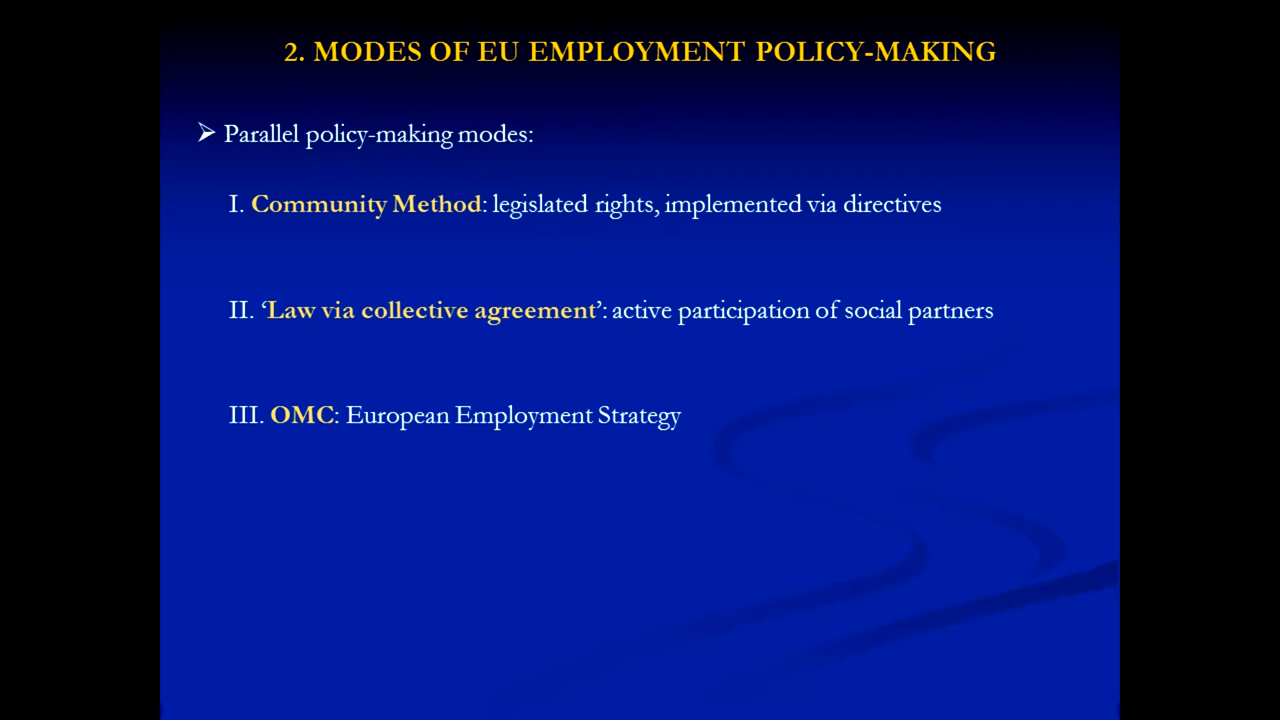 2. MODES OF EU EMPLOYMENT POLICY-MAKING
➢ Parallel policy-making modes:
I. Community Method: legislated rights, implemented via directives
II. ‘Law via collective agreement’: active participation of social partners
III. OMC: European Employment Strategy